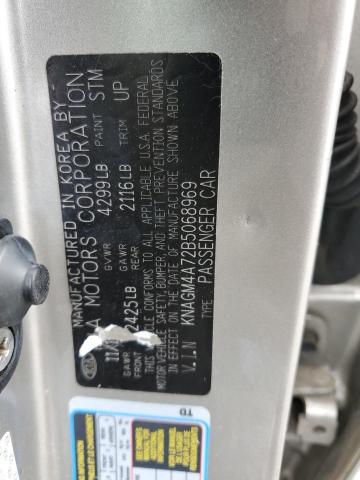 MANUFACTURED IN KOREA BY-
A MOTORS CORPORATION
4299LB PAINT STM
GVWR
2425LB GAWR 2116LB TRIM UP
GAWR FRONT REAR
THIS VEHICLE CONFORMS TO ALL APPLICABLE U.S.A. FEDERAL
MOTOR VEHICLE SAFETY, BUMPER, AND THEFT PREVENTION STANDARDS
IN EFFECT ON THE DATE OF MANUFACTURE SHOWN ABOVE.
V.I.N KNAGM4A72B5068969
TYPE PASSENGER CAR